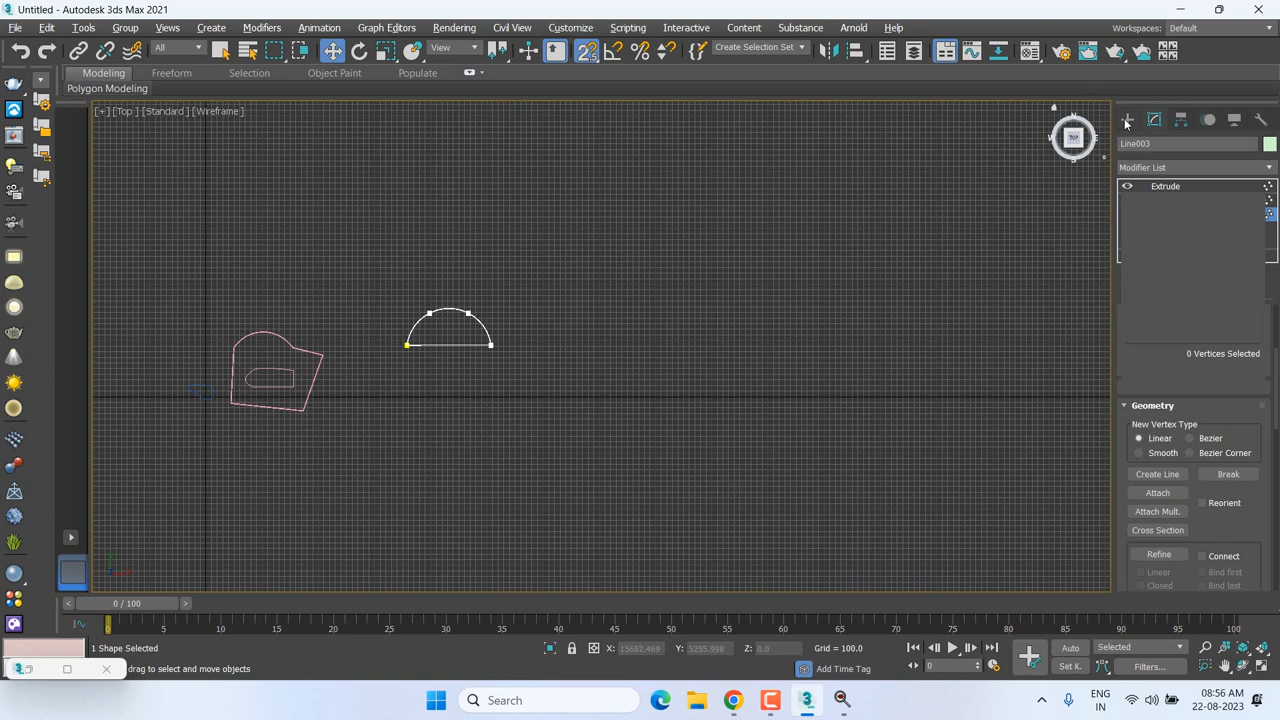 Untitled - Autodesk 3ds Max 2021
File Edit Tools Group Views Create Modifiers Animation Graph Editors Rendering Civil View Customize Scripting Interactive Content Substance Arnold Help Workspaces: Default
All View Create Selection Set
Modeling Freeform Selection Object Paint Populate
Polygon Modeling
[+] [Top ] [Standard ] [Wireframe ]
N
W TOP E
S
Line003
Modifier List
Extrude
0 Vertices Selected
Geometry
New Vertex Type
Linear Bezier
Smooth Bezier Corner
Create Line Break
Attach
Reorient
Attach Mult.
Cross Section
Refine Connect
Linear Bind first
Closed Bind last
0 / 100
0 5 10 15 20 25 30 35 40 45 50 55 60 65 70 75 80 85 90 95 100
1 Shape Selected X: 15682.469 Y: 5255.998 Z: 0.0 Grid = 100.0 Auto Selected
drag to select and move objects Add Time Tag 0 Set K. Filters...
Search
ENG
IN
08:56 AM
22-08-2023